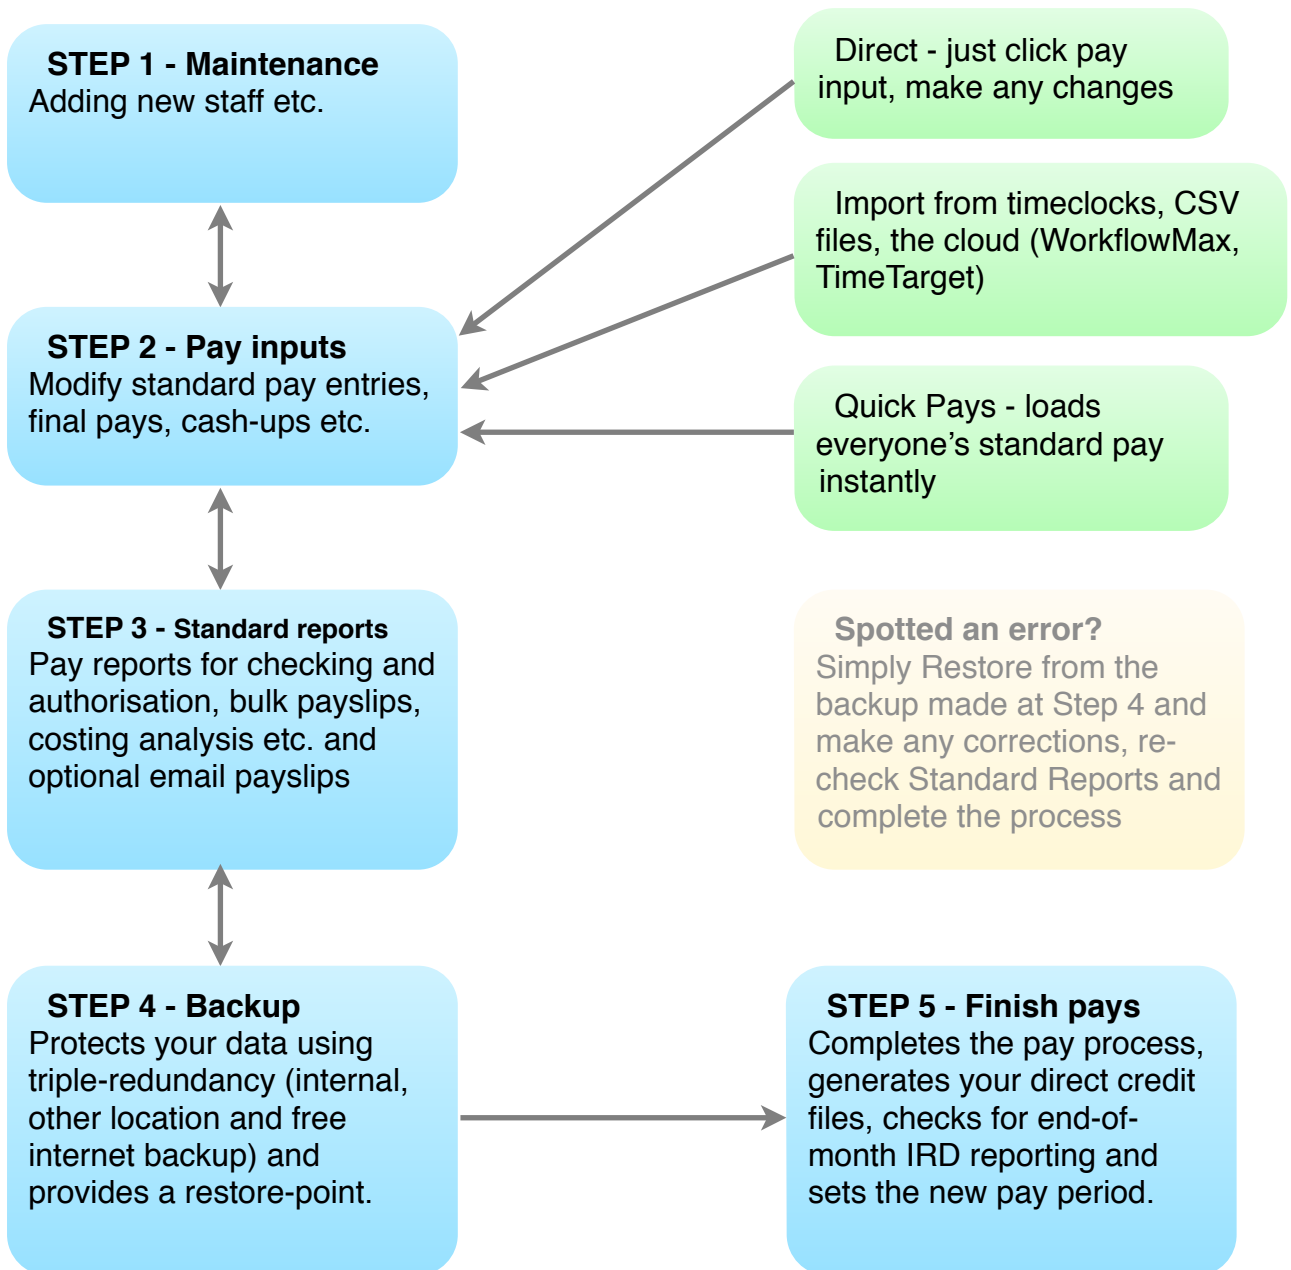 STEP 1 - Maintenance
Adding new staff etc.
Direct - just click pay
input, make any changes
Import from timeclocks, CSV
files, the cloud (WorkflowMax,
TimeTarget)
STEP 2 - Pay inputs
Modify standard pay entries,
final pays, cash-ups etc.
Quick Pays - loads
everyone’s standard pay
instantly
STEP 3 - Standard reports
Pay reports for checking and
authorisation, bulk payslips,
costing analysis etc. and
optional email payslips
Spotted an error?
Simply Restore from the
backup made at Step 4 and
make any corrections, re-
check Standard Reports and
complete the process
STEP 4 - Backup
Protects your data using
triple-redundancy (internal,
other location and free
internet backup) and
provides a restore-point.
STEP 5 - Finish pays
Completes the pay process,
generates your direct credit
files, checks for end-of-
month IRD reporting and
sets the new pay period.